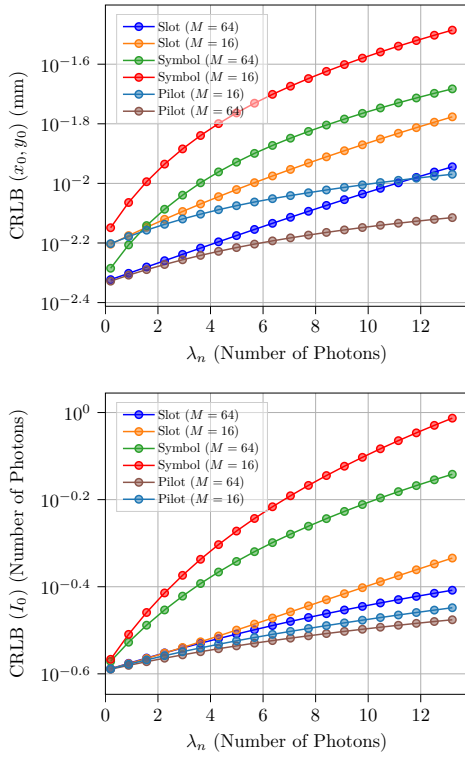 Slot (M = 64)
Slot (M = 16)
Symbol (M = 64)
Symbol (M = 16)
Pilot (M = 16)
Pilot (M = 64)
CRLB (x₀, y₀) (mm)
10^−1.6
10^−1.8
10^−2
10^−2.2
10^−2.4
0 2 4 6 8 10 12
λₙ (Number of Photons)
Slot (M = 64)
Slot (M = 16)
Symbol (M = 64)
Symbol (M = 16)
Pilot (M = 64)
Pilot (M = 16)
CRLB (I₀) (Number of Photons)
10^0
10^−0.2
10^−0.4
10^−0.6
0 2 4 6 8 10 12
λₙ (Number of Photons)